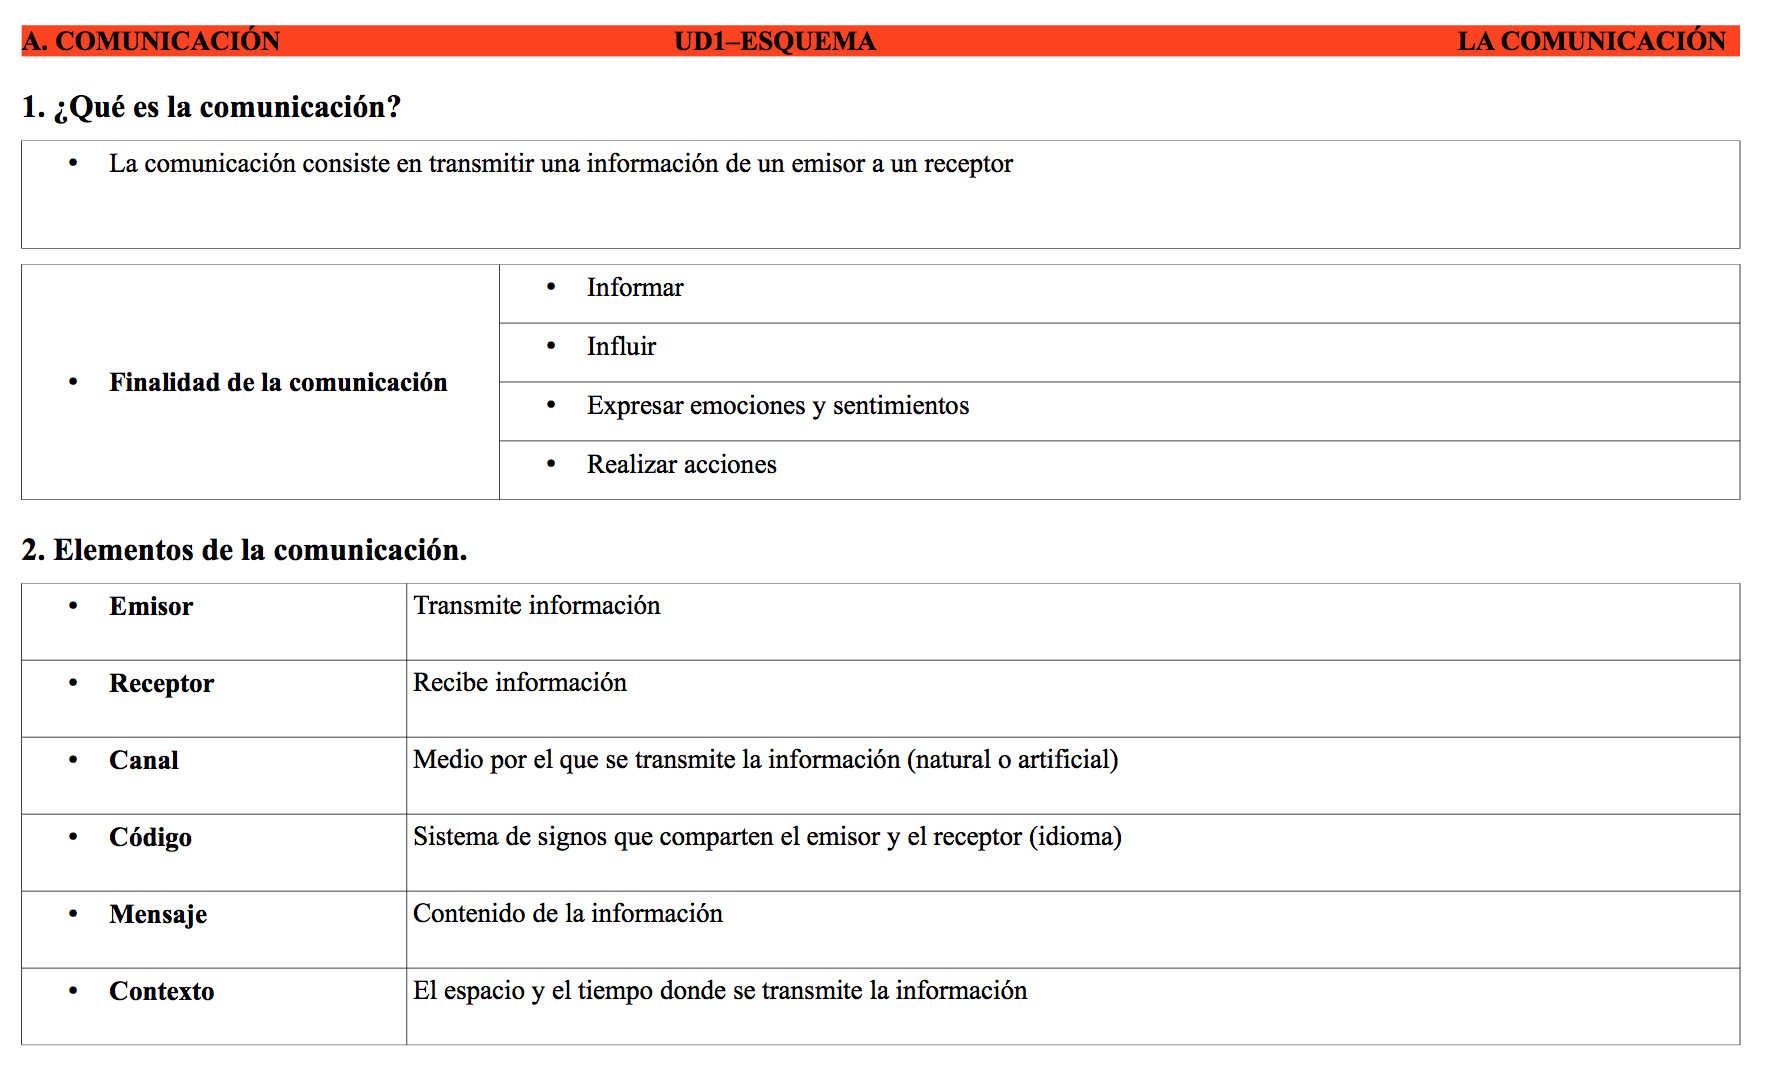 A. COMUNICACIÓN UD1–ESQUEMA LA COMUNICACIÓN
1. ¿Qué es la comunicación?
• La comunicación consiste en transmitir una información de un emisor a un receptor
• Finalidad de la comunicación
• Informar
• Influir
• Expresar emociones y sentimientos
• Realizar acciones
2. Elementos de la comunicación.
• Emisor Transmite información
• Receptor Recibe información
• Canal Medio por el que se transmite la información (natural o artificial)
• Código Sistema de signos que comparten el emisor y el receptor (idioma)
• Mensaje Contenido de la información
• Contexto El espacio y el tiempo donde se transmite la información